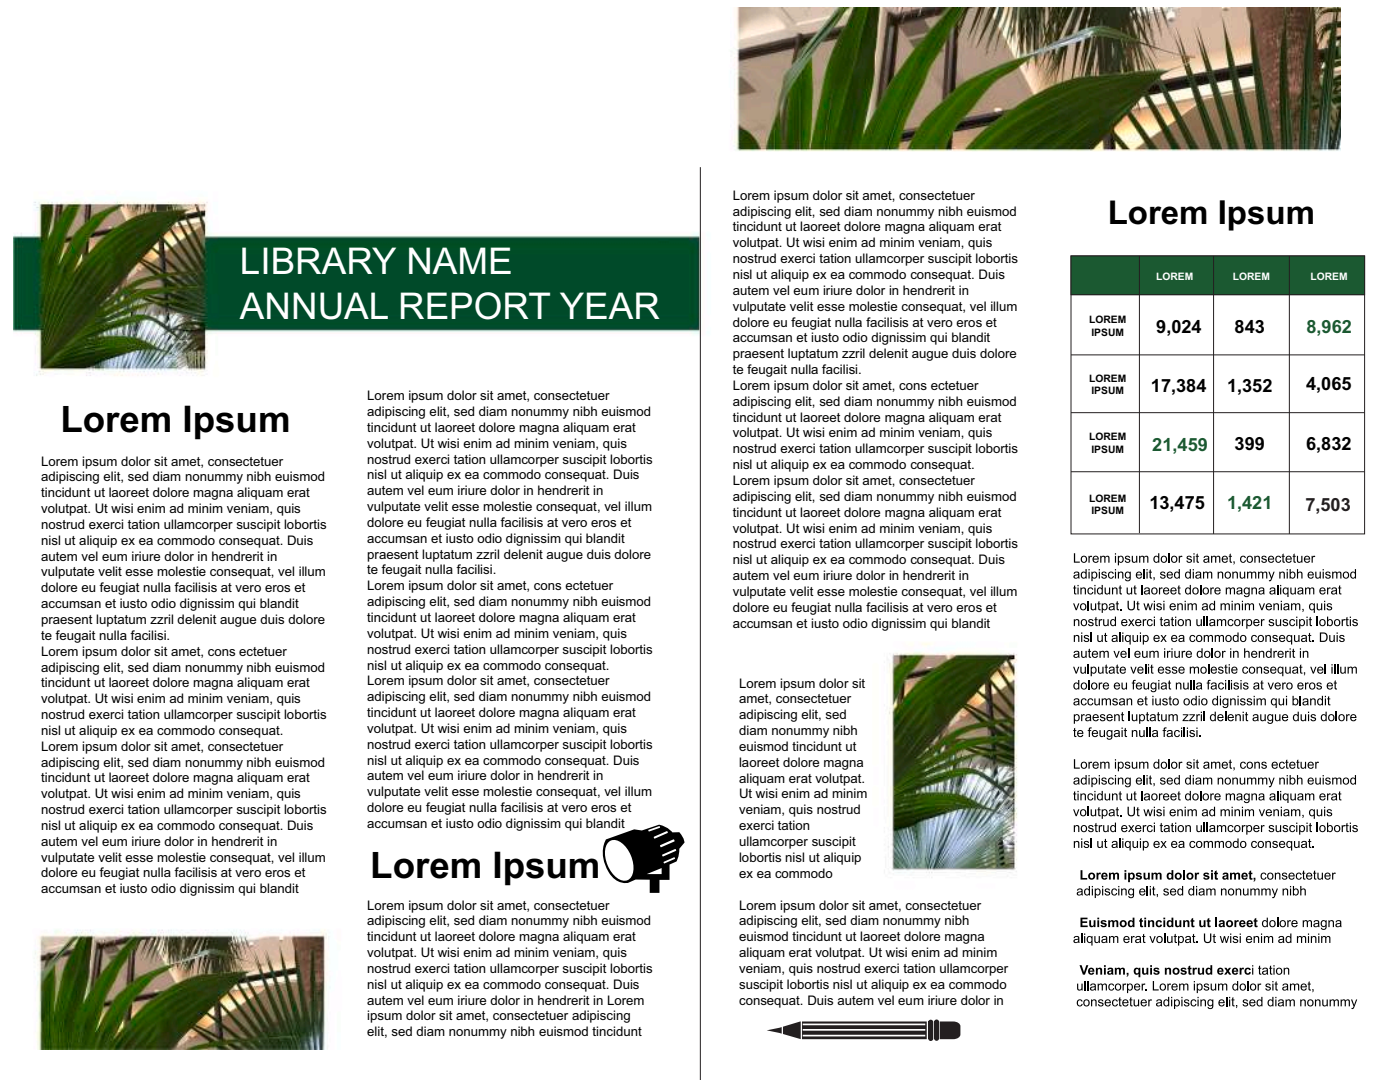 LIBRARY NAME
ANNUAL REPORT YEAR
Lorem Ipsum
Lorem ipsum dolor sit amet, consectetuer
adipiscing elit, sed diam nonummy nibh euismod
tincidunt ut laoreet dolore magna aliquam erat
volutpat. Ut wisi enim ad minim veniam, quis
nostrud exerci tation ullamcorper suscipit lobortis
nisl ut aliquip ex ea commodo consequat. Duis
autem vel eum iriure dolor in hendrerit in
vulputate velit esse molestie consequat, vel illum
dolore eu feugiat nulla facilisis at vero eros et
accumsan et iusto odio dignissim qui blandit
praesent luptatum zzril delenit augue duis dolore
te feugait nulla facilisi.
Lorem ipsum dolor sit amet, cons ectetuer
adipiscing elit, sed diam nonummy nibh euismod
tincidunt ut laoreet dolore magna aliquam erat
volutpat. Ut wisi enim ad minim veniam, quis
nostrud exerci tation ullamcorper suscipit lobortis
nisl ut aliquip ex ea commodo consequat.
Lorem ipsum dolor sit amet, consectetuer
adipiscing elit, sed diam nonummy nibh euismod
tincidunt ut laoreet dolore magna aliquam erat
volutpat. Ut wisi enim ad minim veniam, quis
nostrud exerci tation ullamcorper suscipit lobortis
nisl ut aliquip ex ea commodo consequat. Duis
autem vel eum iriure dolor in hendrerit in
vulputate velit esse molestie consequat, vel illum
dolore eu feugiat nulla facilisis at vero eros et
accumsan et iusto odio dignissim qui blandit
Lorem ipsum dolor sit amet, consectetuer
adipiscing elit, sed diam nonummy nibh euismod
tincidunt ut laoreet dolore magna aliquam erat
volutpat. Ut wisi enim ad minim veniam, quis
nostrud exerci tation ullamcorper suscipit lobortis
nisl ut aliquip ex ea commodo consequat. Duis
autem vel eum iriure dolor in hendrerit in
vulputate velit esse molestie consequat, vel illum
dolore eu feugiat nulla facilisis at vero eros et
accumsan et iusto odio dignissim qui blandit
praesent luptatum zzril delenit augue duis dolore
te feugait nulla facilisi.
Lorem ipsum dolor sit amet, cons ectetuer
adipiscing elit, sed diam nonummy nibh euismod
tincidunt ut laoreet dolore magna aliquam erat
volutpat. Ut wisi enim ad minim veniam, quis
nostrud exerci tation ullamcorper suscipit lobortis
nisl ut aliquip ex ea commodo consequat.
Lorem ipsum dolor sit amet, consectetuer
adipiscing elit, sed diam nonummy nibh euismod
tincidunt ut laoreet dolore magna aliquam erat
volutpat. Ut wisi enim ad minim veniam, quis
nostrud exerci tation ullamcorper suscipit lobortis
nisl ut aliquip ex ea commodo consequat. Duis
autem vel eum iriure dolor in hendrerit in
vulputate velit esse molestie consequat, vel illum
dolore eu feugiat nulla facilisis at vero eros et
accumsan et iusto odio dignissim qui blandit
Lorem Ipsum
Lorem ipsum dolor sit amet, consectetuer
adipiscing elit, sed diam nonummy nibh euismod
tincidunt ut laoreet dolore magna aliquam erat
volutpat. Ut wisi enim ad minim veniam, quis
nostrud exerci tation ullamcorper suscipit lobortis
nisl ut aliquip ex ea commodo consequat. Duis
autem vel eum iriure dolor in hendrerit in Lorem
ipsum dolor sit amet, consectetuer adipiscing
elit, sed diam nonummy nibh euismod tincidunt
Lorem ipsum dolor sit amet, consectetuer
adipiscing elit, sed diam nonummy nibh euismod
tincidunt ut laoreet dolore magna aliquam erat
volutpat. Ut wisi enim ad minim veniam, quis
nostrud exerci tation ullamcorper suscipit lobortis
nisl ut aliquip ex ea commodo consequat. Duis
autem vel eum iriure dolor in hendrerit in
vulputate velit esse molestie consequat, vel illum
dolore eu feugiat nulla facilisis at vero eros et
accumsan et iusto odio dignissim qui blandit
praesent luptatum zzril delenit augue duis dolore
te feugait nulla facilisi.
Lorem ipsum dolor sit amet, cons ectetuer
adipiscing elit, sed diam nonummy nibh euismod
tincidunt ut laoreet dolore magna aliquam erat
volutpat. Ut wisi enim ad minim veniam, quis
nostrud exerci tation ullamcorper suscipit lobortis
nisl ut aliquip ex ea commodo consequat.
Lorem ipsum dolor sit amet, consectetuer
adipiscing elit, sed diam nonummy nibh euismod
tincidunt ut laoreet dolore magna aliquam erat
volutpat. Ut wisi enim ad minim veniam, quis
nostrud exerci tation ullamcorper suscipit lobortis
nisl ut aliquip ex ea commodo consequat. Duis
autem vel eum iriure dolor in hendrerit in
vulputate velit esse molestie consequat, vel illum
dolore eu feugiat nulla facilisis at vero eros et
accumsan et iusto odio dignissim qui blandit
Lorem ipsum dolor sit
amet, consectetuer
adipiscing elit, sed
diam nonummy nibh
euismod tincidunt ut
laoreet dolore magna
aliquam erat volutpat.
Ut wisi enim ad minim
veniam, quis nostrud
exerci tation
ullamcorper suscipit
lobortis nisl ut aliquip
ex ea commodo
Lorem ipsum dolor sit amet, consectetuer
adipiscing elit, sed diam nonummy nibh
euismod tincidunt ut laoreet dolore magna
aliquam erat volutpat. Ut wisi enim ad minim
veniam, quis nostrud exerci tation ullamcorper
suscipit lobortis nisl ut aliquip ex ea commodo
consequat. Duis autem vel eum iriure dolor in
Lorem Ipsum
LOREM LOREM LOREM
LOREM IPSUM 9,024 843 8,962
LOREM IPSUM 17,384 1,352 4,065
LOREM IPSUM 21,459 399 6,832
LOREM IPSUM 13,475 1,421 7,503
Lorem ipsum dolor sit amet, consectetuer
adipiscing elit, sed diam nonummy nibh euismod
tincidunt ut laoreet dolore magna aliquam erat
volutpat. Ut wisi enim ad minim veniam, quis
nostrud exerci tation ullamcorper suscipit lobortis
nisl ut aliquip ex ea commodo consequat. Duis
autem vel eum iriure dolor in hendrerit in
vulputate velit esse molestie consequat, vel illum
dolore eu feugiat nulla facilisis at vero eros et
accumsan et iusto odio dignissim qui blandit
praesent luptatum zzril delenit augue duis dolore
te feugait nulla facilisi.
Lorem ipsum dolor sit amet, cons ectetuer
adipiscing elit, sed diam nonummy nibh euismod
tincidunt ut laoreet dolore magna aliquam erat
volutpat. Ut wisi enim ad minim veniam, quis
nostrud exerci tation ullamcorper suscipit lobortis
nisl ut aliquip ex ea commodo consequat.
Lorem ipsum dolor sit amet, consectetuer
adipiscing elit, sed diam nonummy nibh
Euismod tincidunt ut laoreet dolore magna
aliquam erat volutpat. Ut wisi enim ad minim
Veniam, quis nostrud exerci tation
ullamcorper. Lorem ipsum dolor sit amet,
consectetuer adipiscing elit, sed diam nonummy